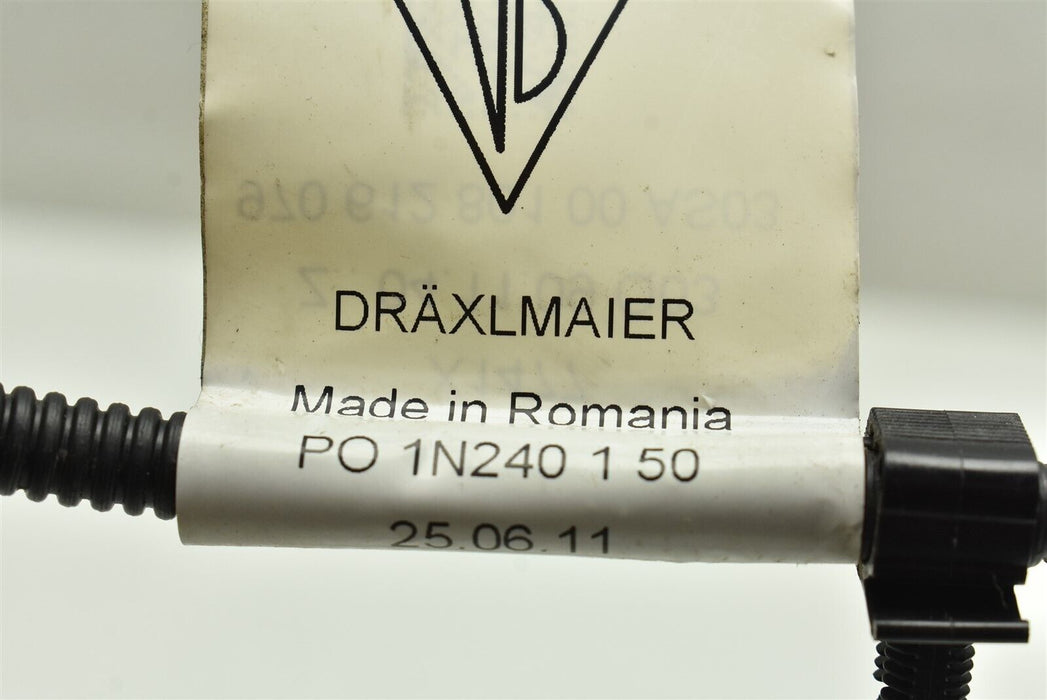 DRÄXLMAIER
Made in Romania
PO 1N240 1 50
25.06.11